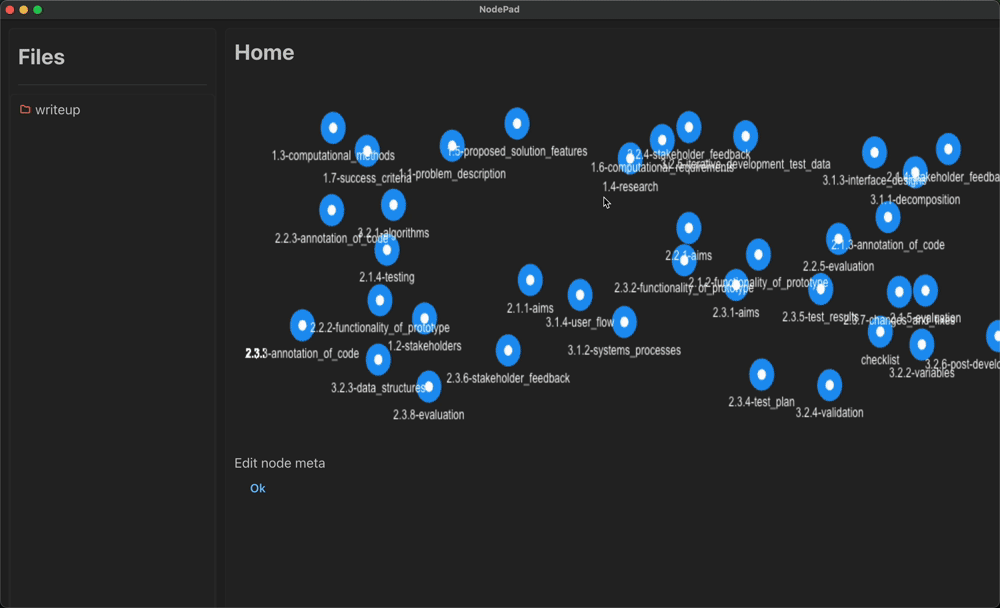 NodePad
Files
writeup
Home
1.3-computational_methods
1.7-success_criteria
1.1-problem_description
1.5-proposed_solution_features
3.2.4-stakeholder_feedback
1.6-computational_requirements
3.2.5-iterative_development_test_data
1.4-research
3.1.3-interface_designs
2.1.4-stakeholder_feedba
3.1.1-decomposition
2.2.3-annotation_of_code
3.2.1-algorithms
2.1.4-testing
2.2.1-aims
2.1.3-annotation_of_code
2.2.5-evaluation
2.3.2-functionality_of_prototype
2.1.2-functionality_of_prototype
2.1.1-aims
3.1.4-user_flow
2.3.1-aims
2.3.5-test_results
2.3.7-changes_and_fixes
2.1.5-evaluation
2.2.2-functionality_of_prototype
1.2-stakeholders
3.1.2-systems_processes
2.3.3-annotation_of_code
checklist
3.2.2-variables
3.2.6-post-develo
3.2.3-data_structures
2.3.6-stakeholder_feedback
2.3.8-evaluation
2.3.4-test_plan
3.2.4-validation
Edit node meta
Ok